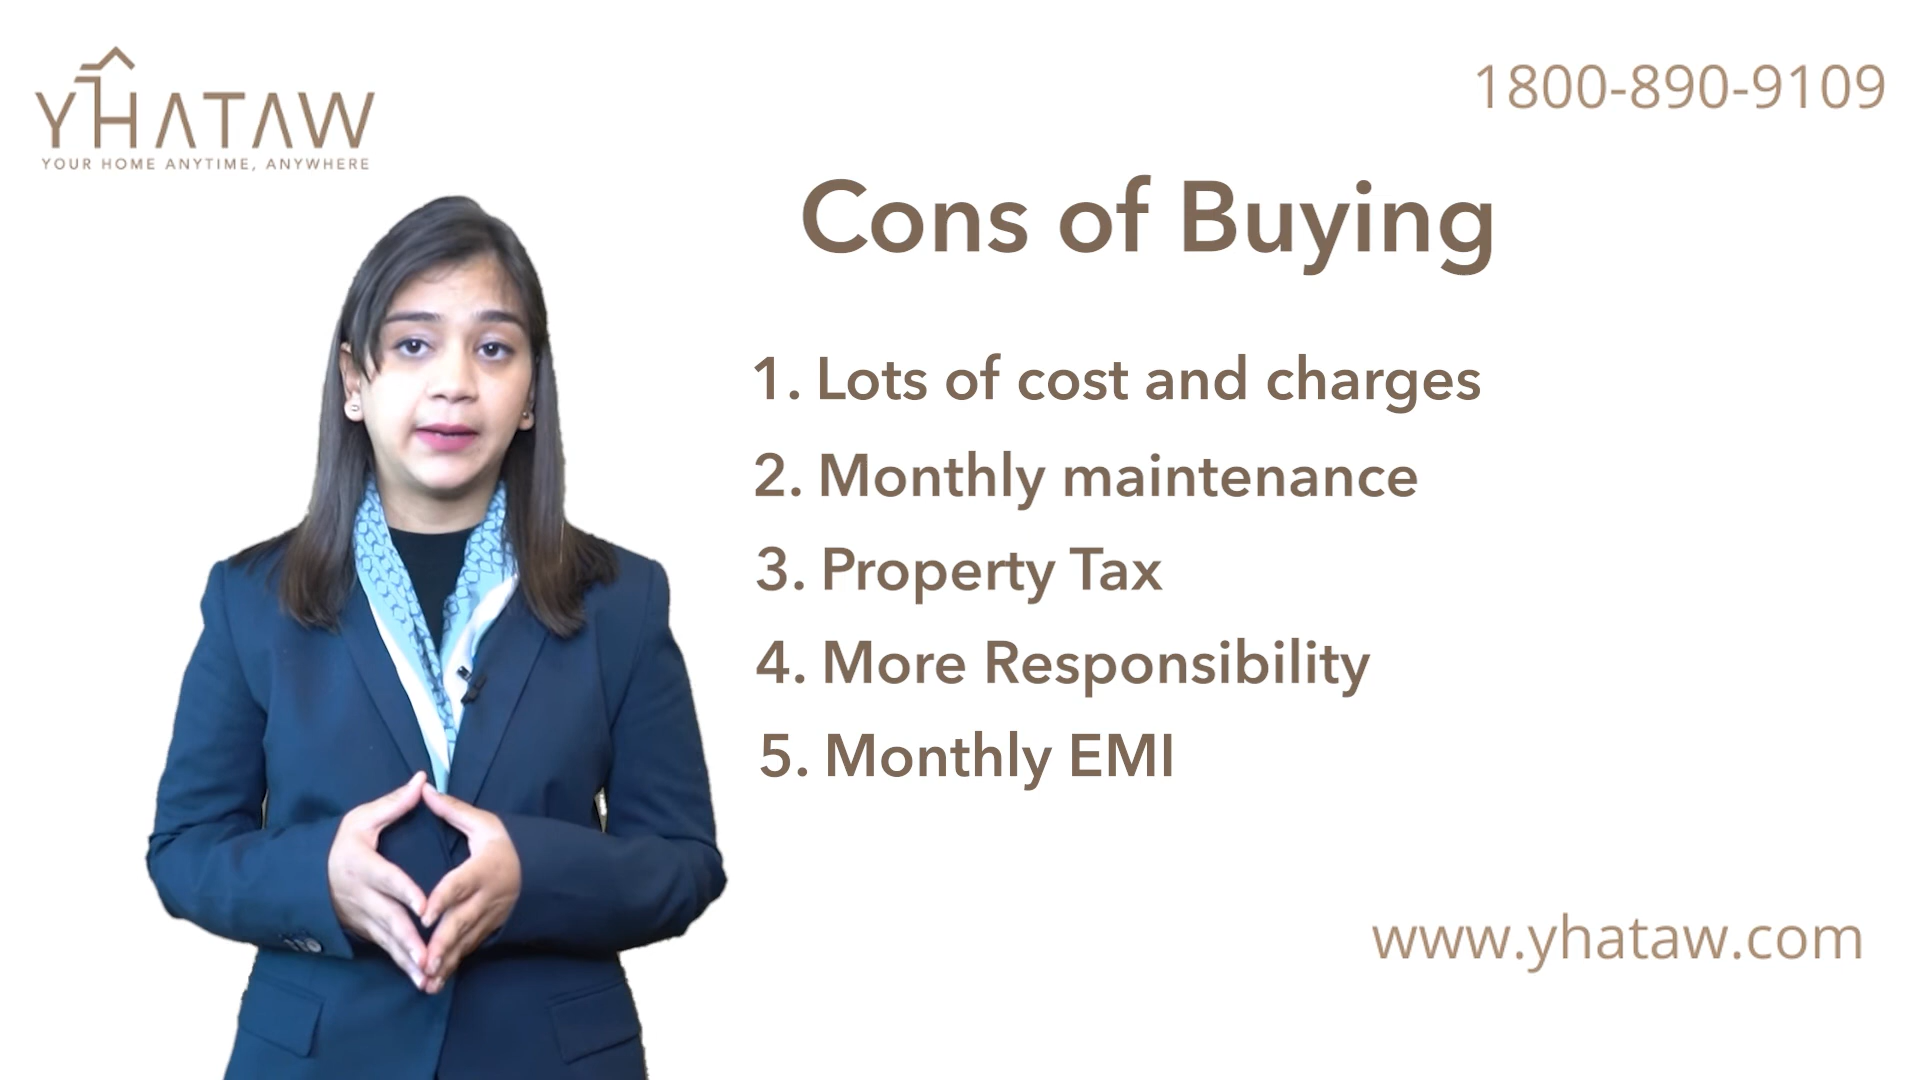 YHATAW
YOUR HOME ANYTIME, ANYWHERE
1800-890-9109
Cons of Buying
1. Lots of cost and charges
2. Monthly maintenance
3. Property Tax
4. More Responsibility
5. Monthly EMI
www.yhataw.com